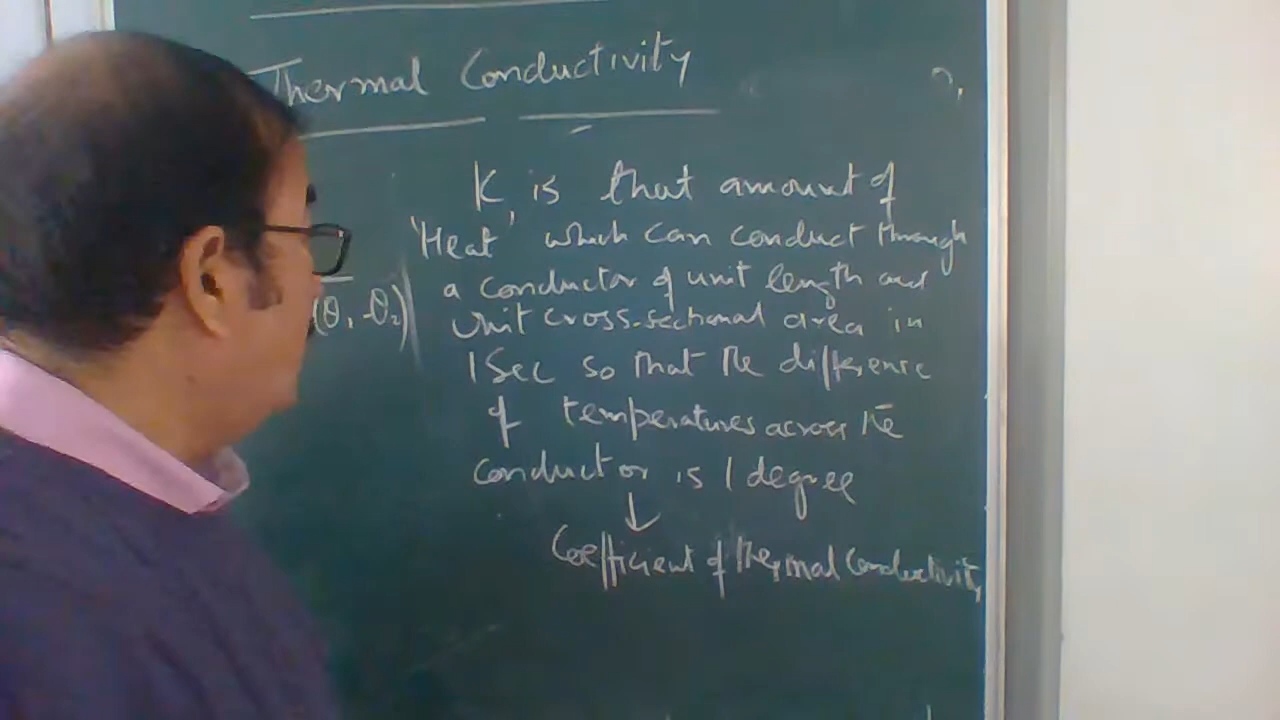 Thermal Conductivity
K is that amount of
'Heat' which can conduct through
a conductor of unit length and
(θ₁-θ₂)
unit cross-sectional area in
1 Sec so that the difference
of temperatures across the
conductor is 1 degree
↓
Coefficient of thermal Conductivity